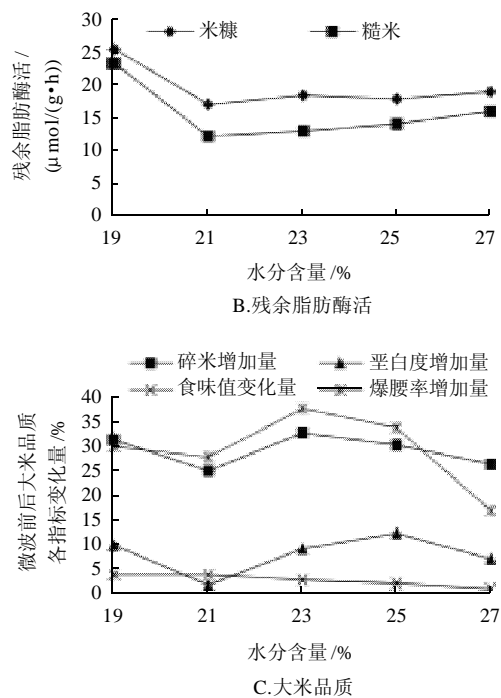 米糠 糙米
残余脂肪酶活 /
(μmol/(g•h))
30
25
20
15
10
5
0
19 21 23 25 27
水分含量 /%
B.残余脂肪酶活
碎米增加量 垩白度增加量
食味值变化量 爆腰率增加量
微波前后大米品质
各指标变化量 /%
40
35
30
25
20
15
10
5
0
19 21 23 25 27
水分含量 /%
C.大米品质